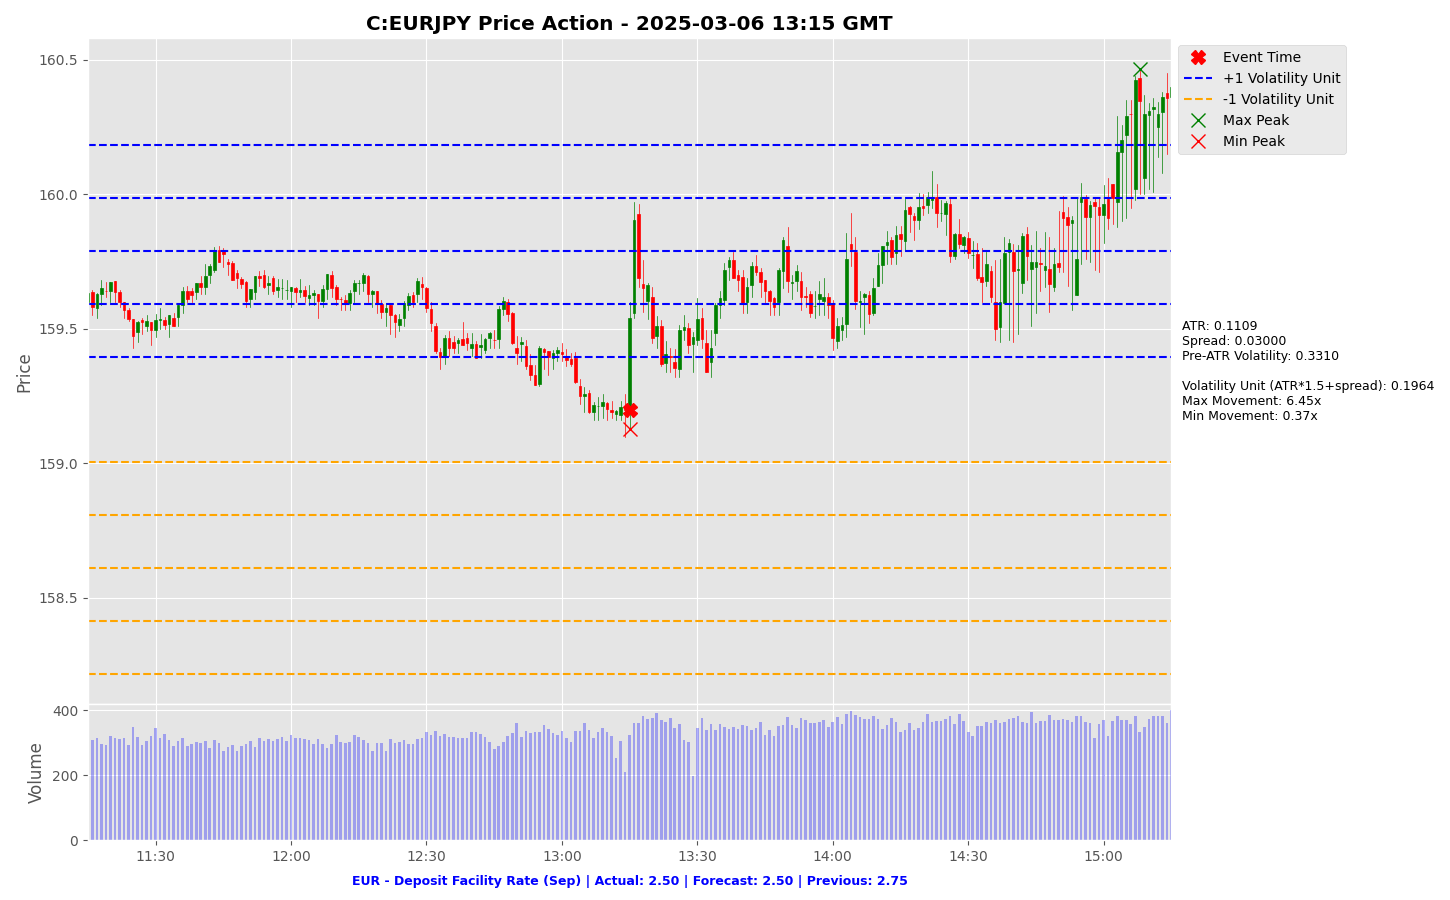 C:EURJPY Price Action - 2025-03-06 13:15 GMT
160.5
160.0
159.5
159.0
158.5
Price
Event Time
+1 Volatility Unit
-1 Volatility Unit
Max Peak
Min Peak
ATR: 0.1109
Spread: 0.03000
Pre-ATR Volatility: 0.3310
Volatility Unit (ATR*1.5+spread): 0.1964
Max Movement: 6.45x
Min Movement: 0.37x
400
200
0
Volume
11:30 12:00 12:30 13:00 13:30 14:00 14:30 15:00
EUR - Deposit Facility Rate (Sep) | Actual: 2.50 | Forecast: 2.50 | Previous: 2.75